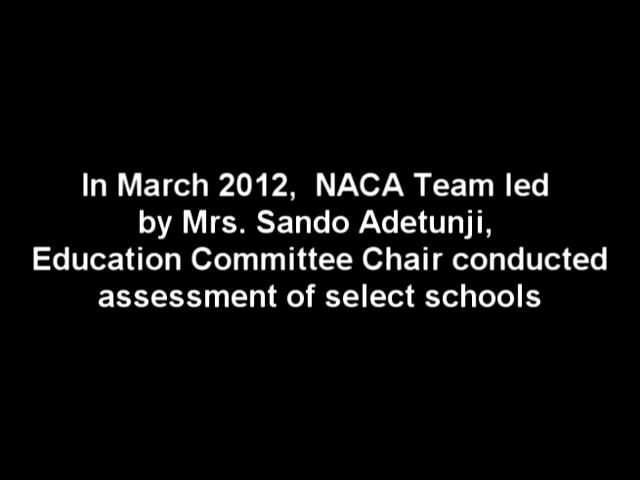 In March 2012,  NACA Team led
by Mrs. Sando Adetunji,
Education Committee Chair conducted
assessment of select schools